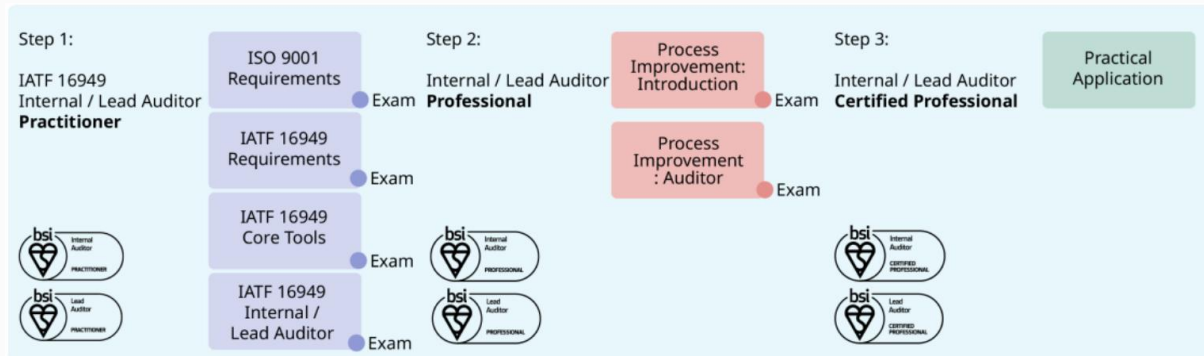 Step 1:
IATF 16949
Internal / Lead Auditor
Practitioner
bsi
Internal
Auditor
PRACTITIONER
bsi
Lead
Auditor
PRACTITIONER
ISO 9001
Requirements
Exam
IATF 16949
Requirements
Exam
IATF 16949
Core Tools
Exam
IATF 16949
Internal /
Lead Auditor
Exam
Step 2:
Internal / Lead Auditor
Professional
bsi
Internal
Auditor
PROFESSIONAL
bsi
Lead
Auditor
PROFESSIONAL
Process
Improvement:
Introduction
Exam
Process
Improvement
: Auditor
Exam
Step 3:
Internal / Lead Auditor
Certified Professional
bsi
Internal
Auditor
CERTIFIED
PROFESSIONAL
bsi
Lead
Auditor
CERTIFIED
PROFESSIONAL
Practical
Application